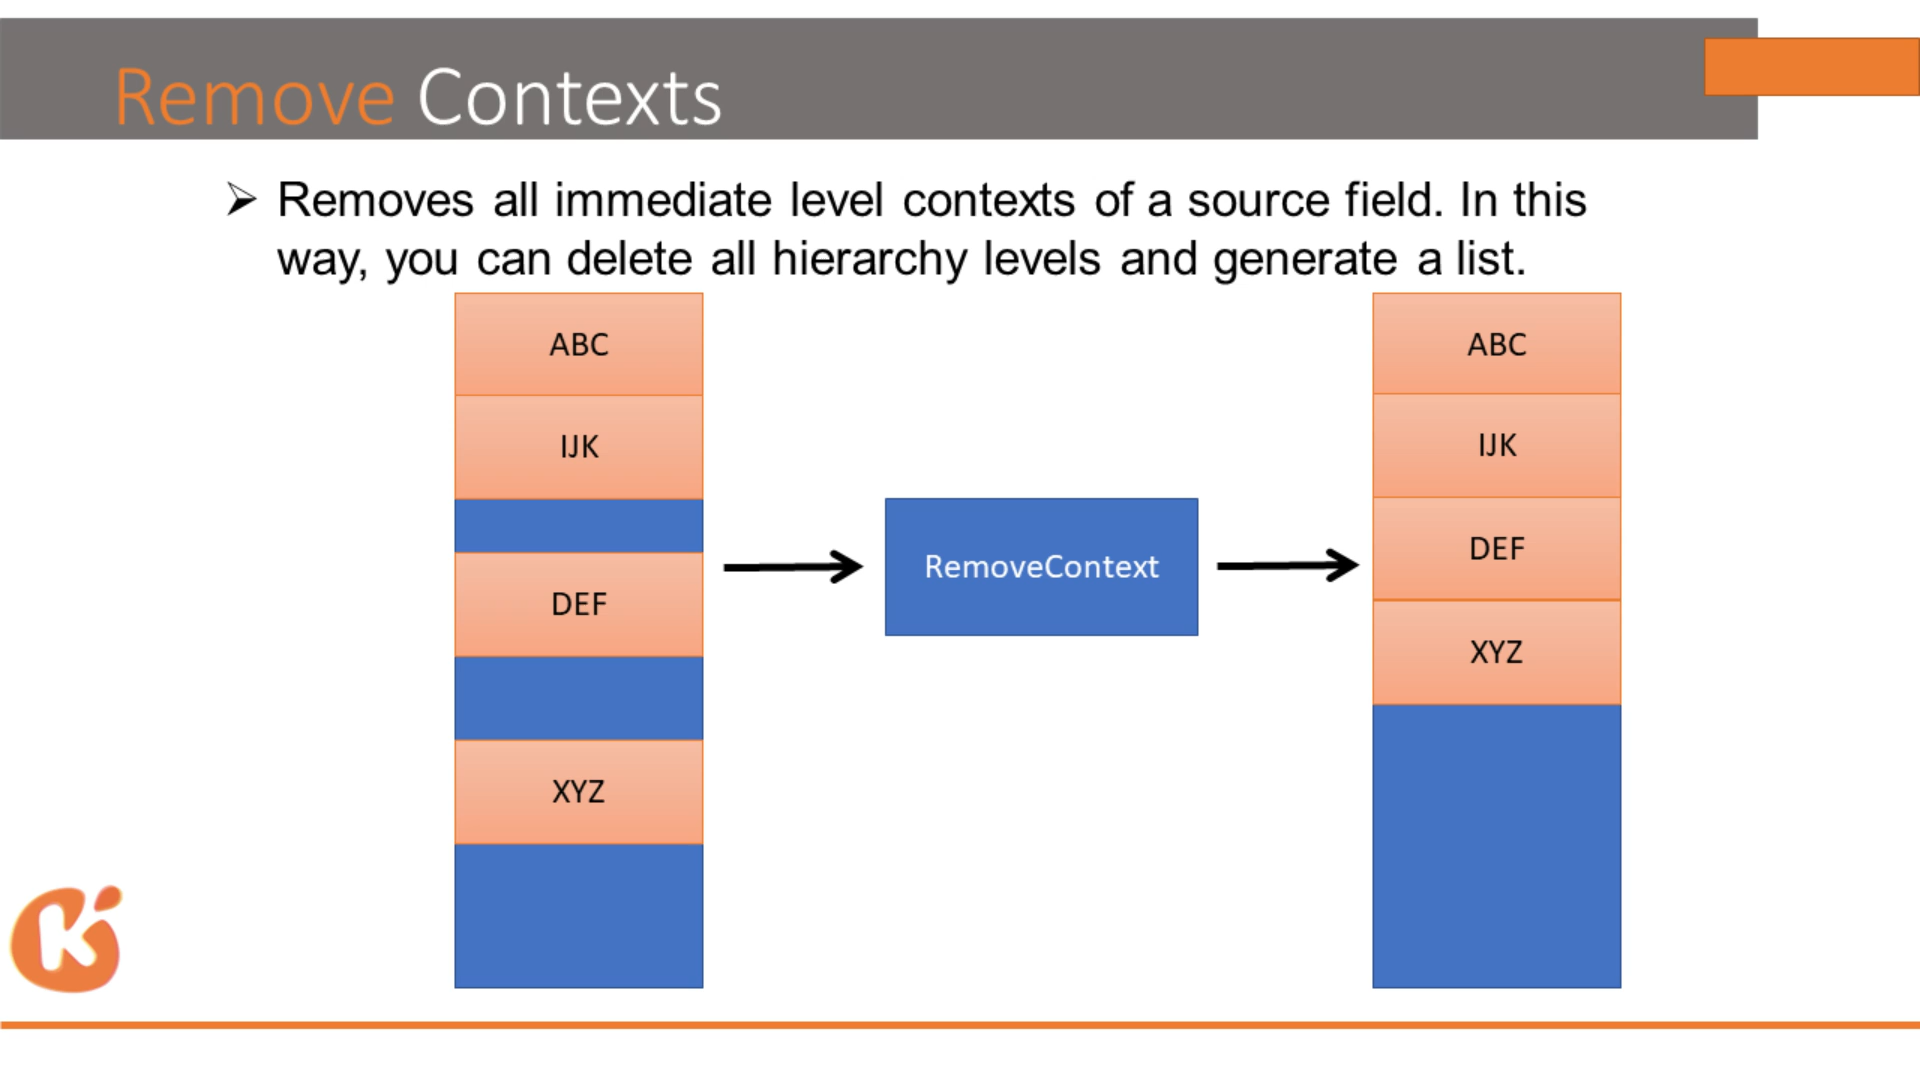 Remove Contexts
➢ Removes all immediate level contexts of a source field. In this
way, you can delete all hierarchy levels and generate a list.
ABC
IJK
DEF
XYZ
RemoveContext
ABC
IJK
DEF
XYZ
K